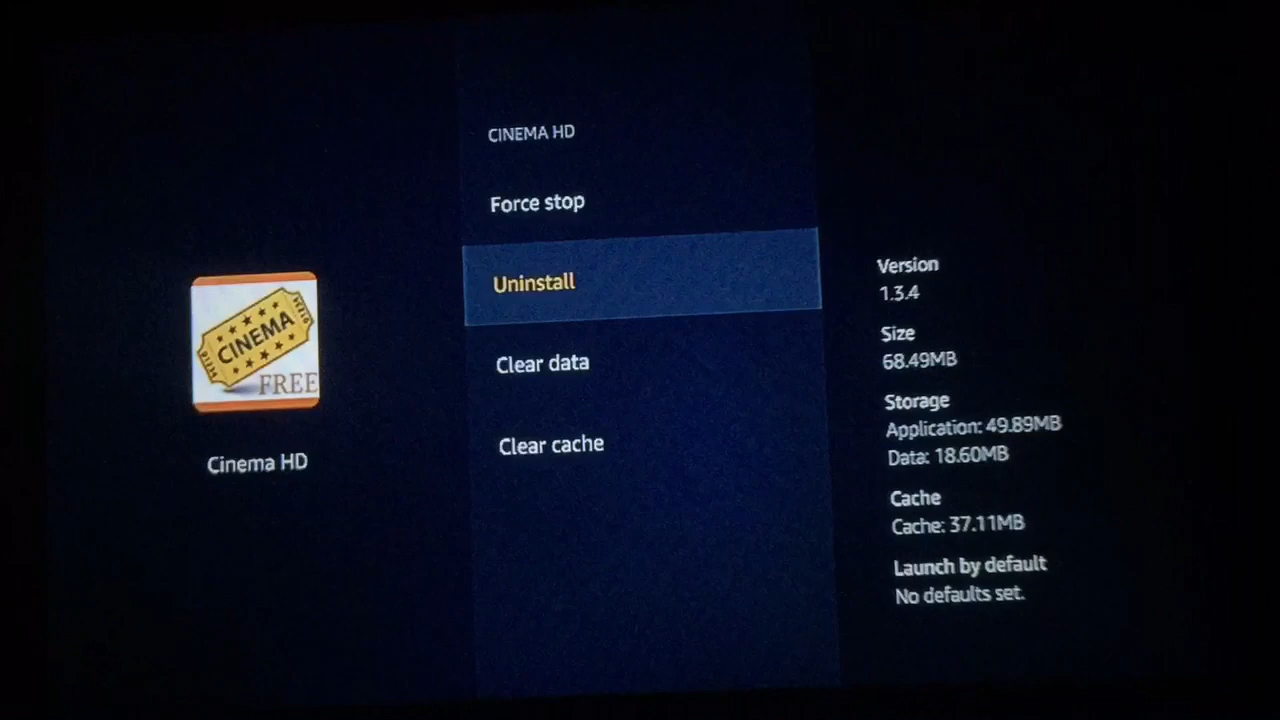 CINEMA HD
Force stop
Uninstall
Clear data
Clear cache
CINEMA
FREE
Cinema HD
Version
1.3.4
Size
68.49MB
Storage
Application: 49.89MB
Data: 18.60MB
Cache
Cache: 37.11MB
Launch by default
No defaults set.